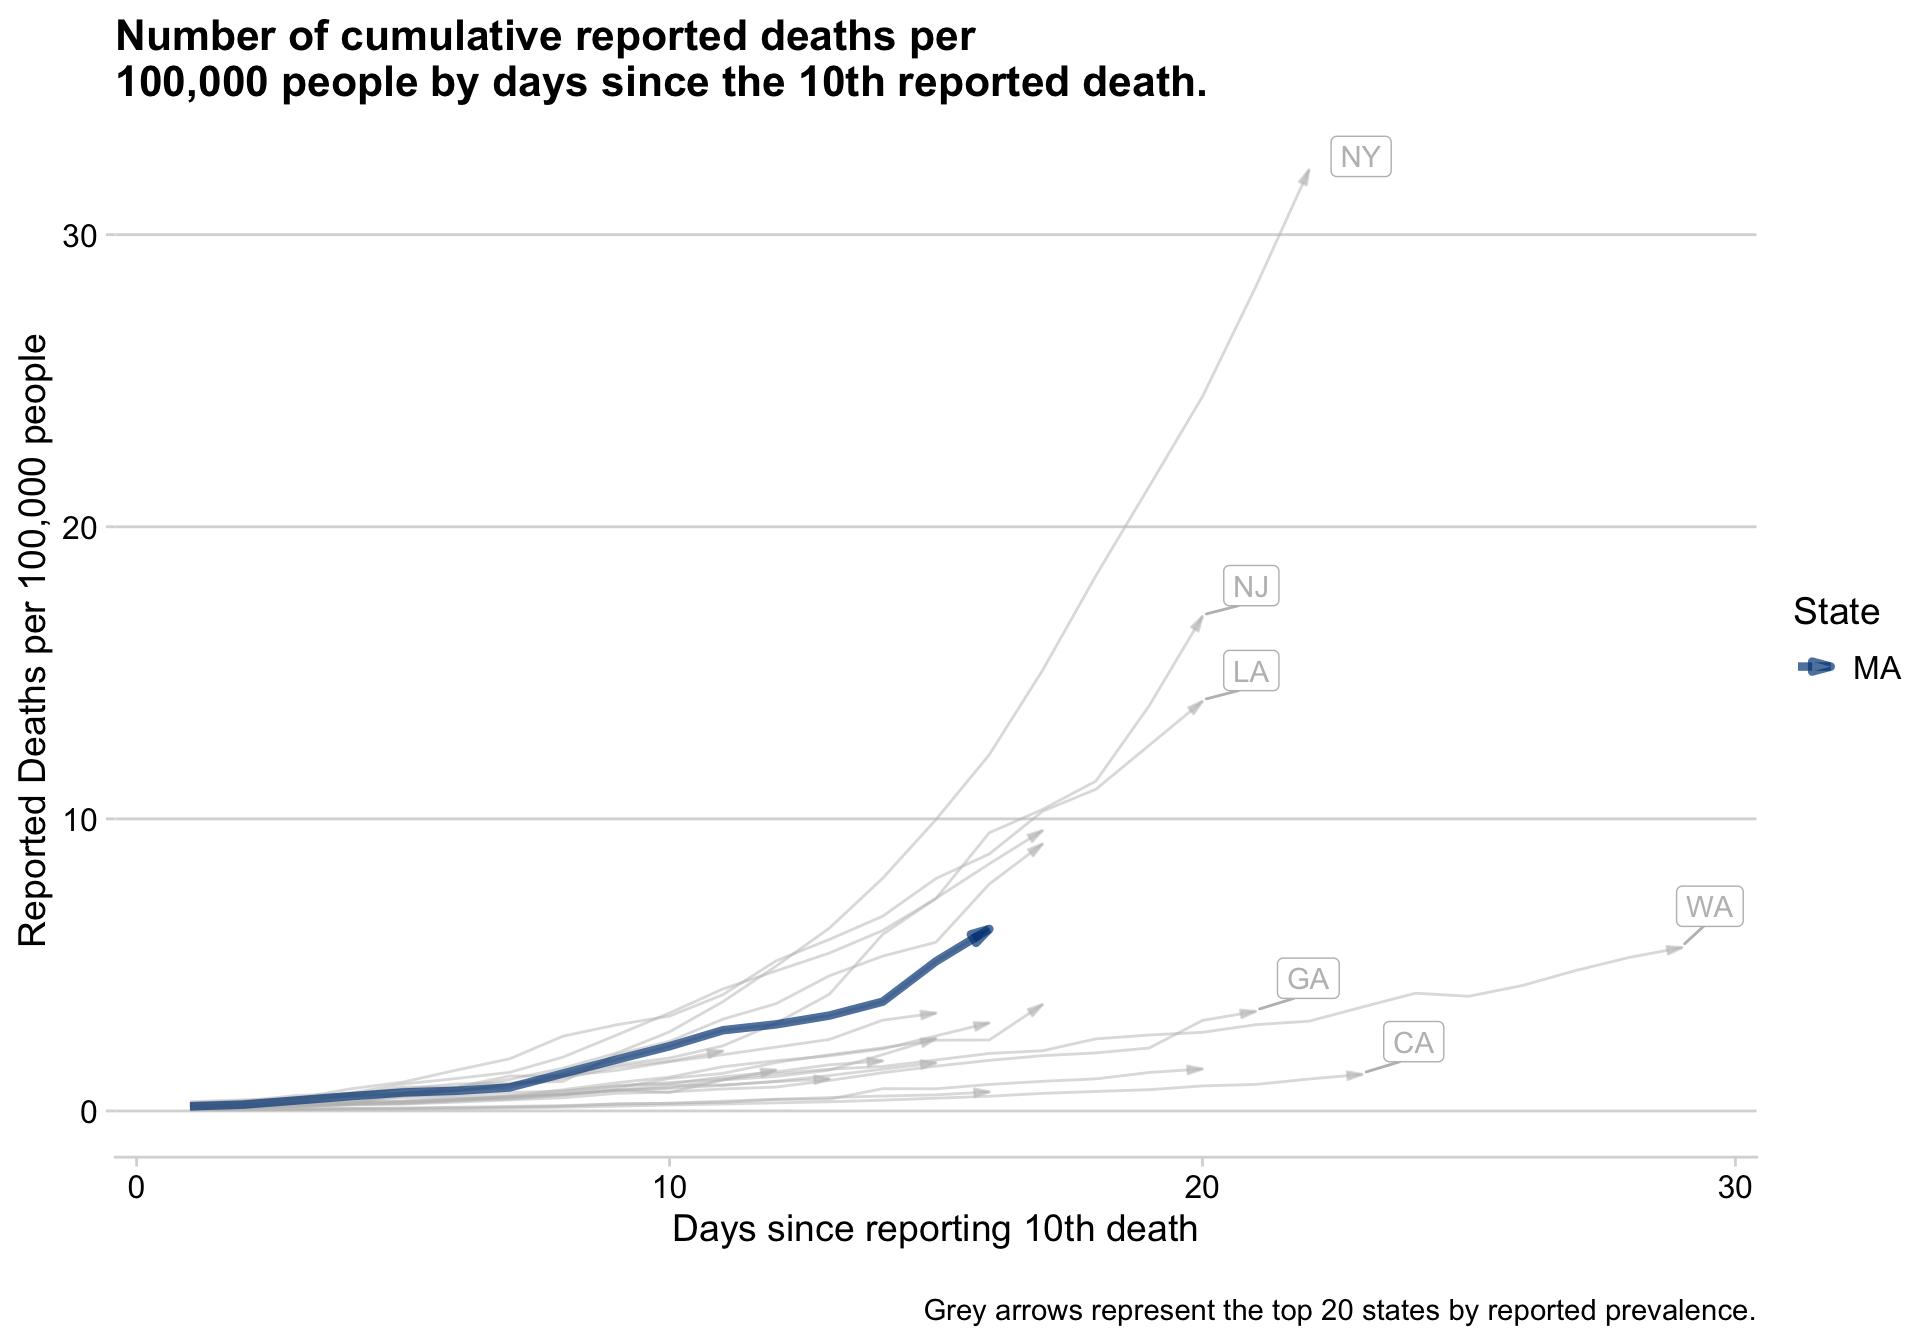 Number of cumulative reported deaths per
100,000 people by days since the 10th reported death.
NY
30
20
NJ
LA
10
WA
GA
CA
0
Reported Deaths per 100,000 people
State
MA
0 10 20 30
Days since reporting 10th death
Grey arrows represent the top 20 states by reported prevalence.